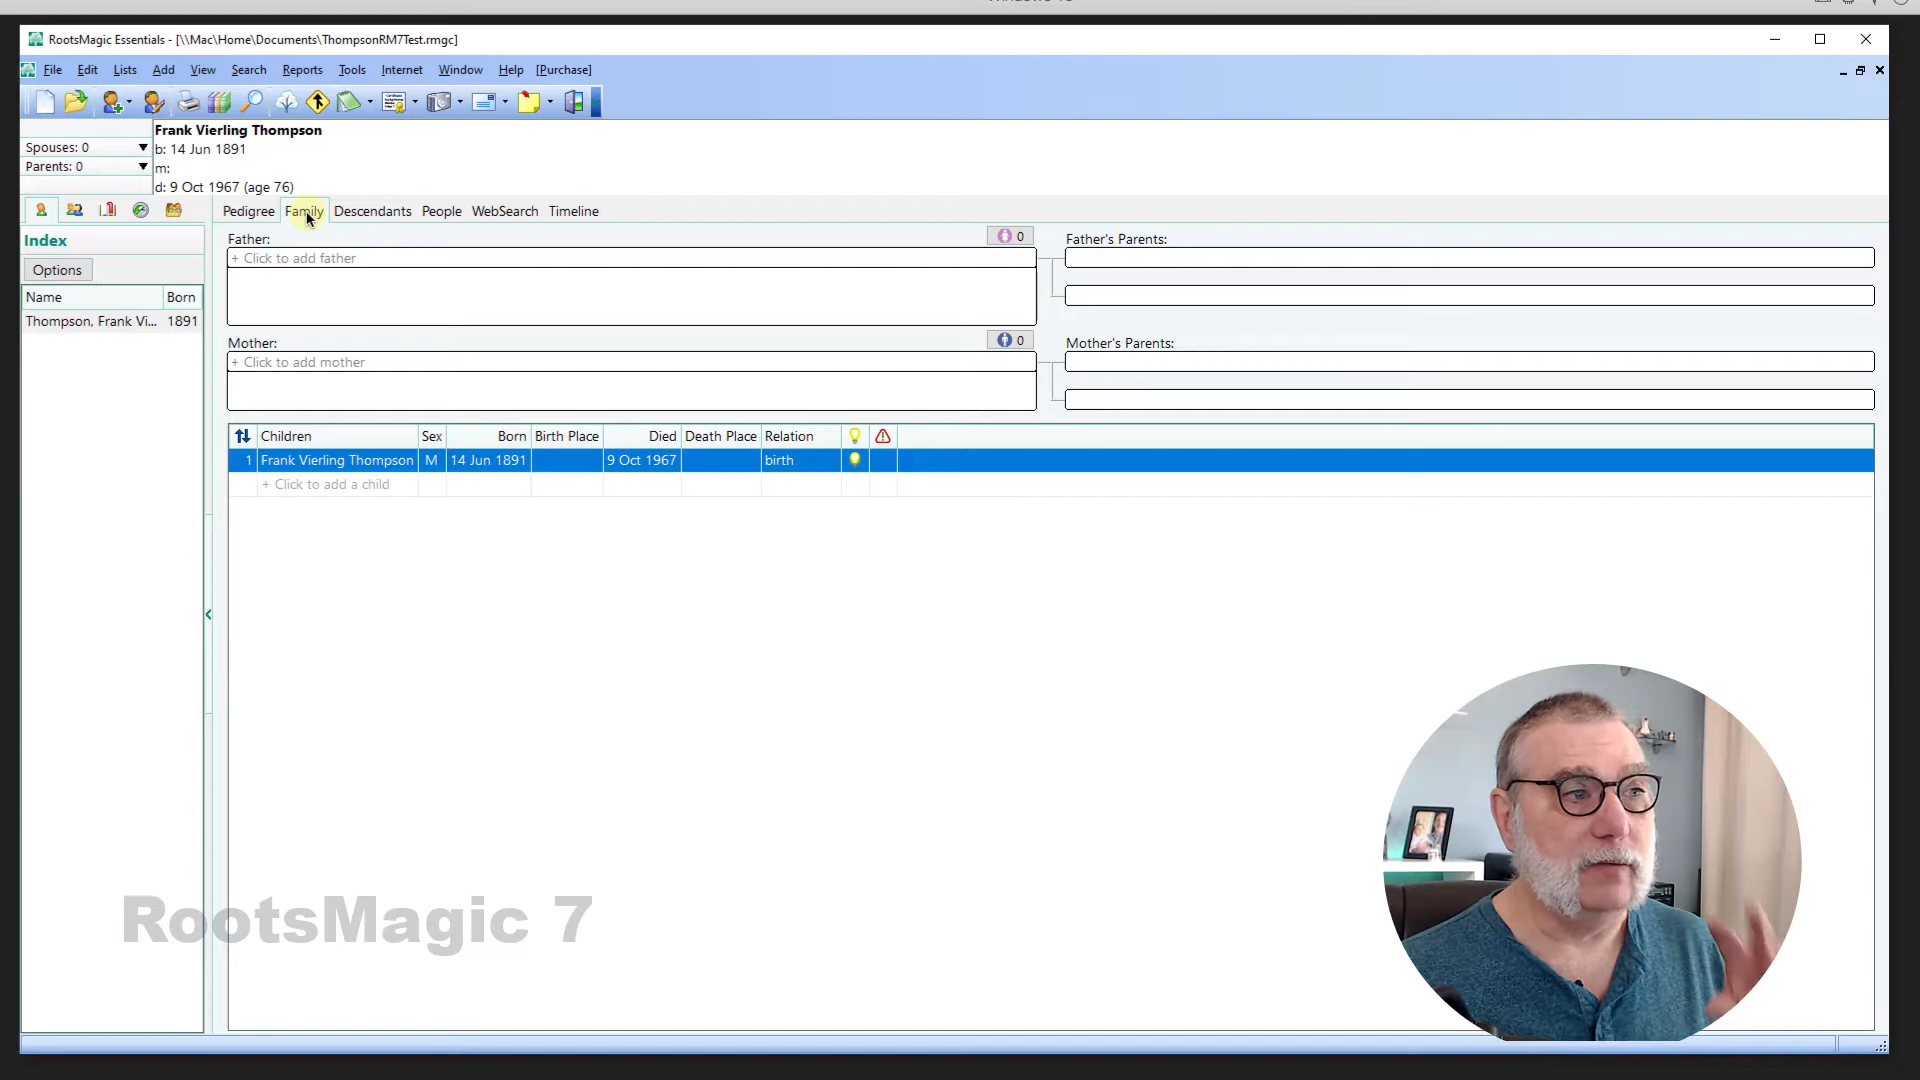 RootsMagic Essentials - [\\Mac\Home\Documents\ThompsonRM7Test.rmgc]
File Edit Lists Add View Search Reports Tools Internet Window Help [Purchase]
Frank Vierling Thompson
Spouses: 0
b: 14 Jun 1891
Parents: 0
m:
d: 9 Oct 1967 (age 76)
Pedigree Family Descendants People WebSearch Timeline
Index
Options
Name Born
Thompson, Frank Vi... 1891
Father: 0
+ Click to add father
Father's Parents:
Mother: 0
+ Click to add mother
Mother's Parents:
Children Sex Born Birth Place Died Death Place Relation
1 Frank Vierling Thompson M 14 Jun 1891 9 Oct 1967 birth
+ Click to add a child
RootsMagic 7